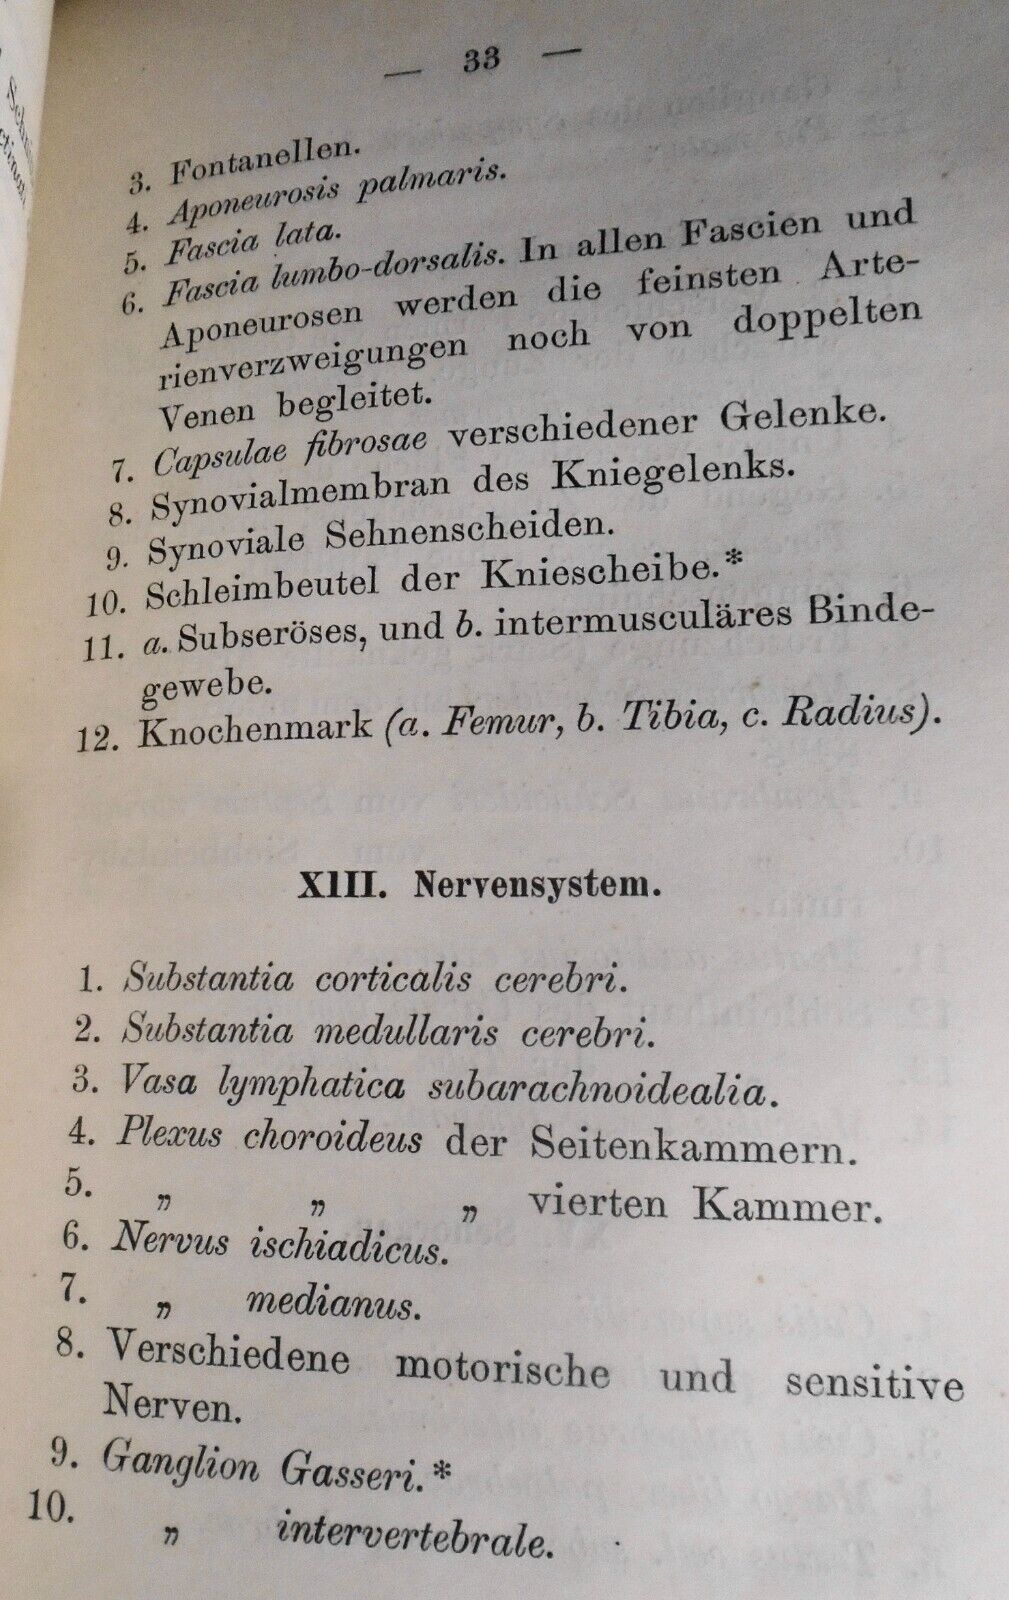 — 33 —
3. Fontanellen.
4. Aponeurosis palmaris.
5. Fascia lata.
6. Fascia lumbo-dorsalis. In allen Fascien und
Aponeurosen werden die feinsten Arte-
rienverzweigungen noch von doppelten
Venen begleitet.
7. Capsulae fibrosae verschiedener Gelenke.
8. Synovialmembran des Kniegelenks.
9. Synoviale Sehnenscheiden.
10. Schleimbeutel der Kniescheibe.*
11. a. Subseröses, und b. intermusculäres Binde-
gewebe.
12. Knochenmark (a. Femur, b. Tibia, c. Radius).
XIII. Nervensystem.
1. Substantia corticalis cerebri.
2. Substantia medullaris cerebri.
3. Vasa lymphatica subarachnoidealia.
4. Plexus choroideus der Seitenkammern.
5. „ „ „ vierten Kammer.
6. Nervus ischiadicus.
7. „ medianus.
8. Verschiedene motorische und sensitive
Nerven.
9. Ganglion Gasseri.*
10. „ intervertebrale.